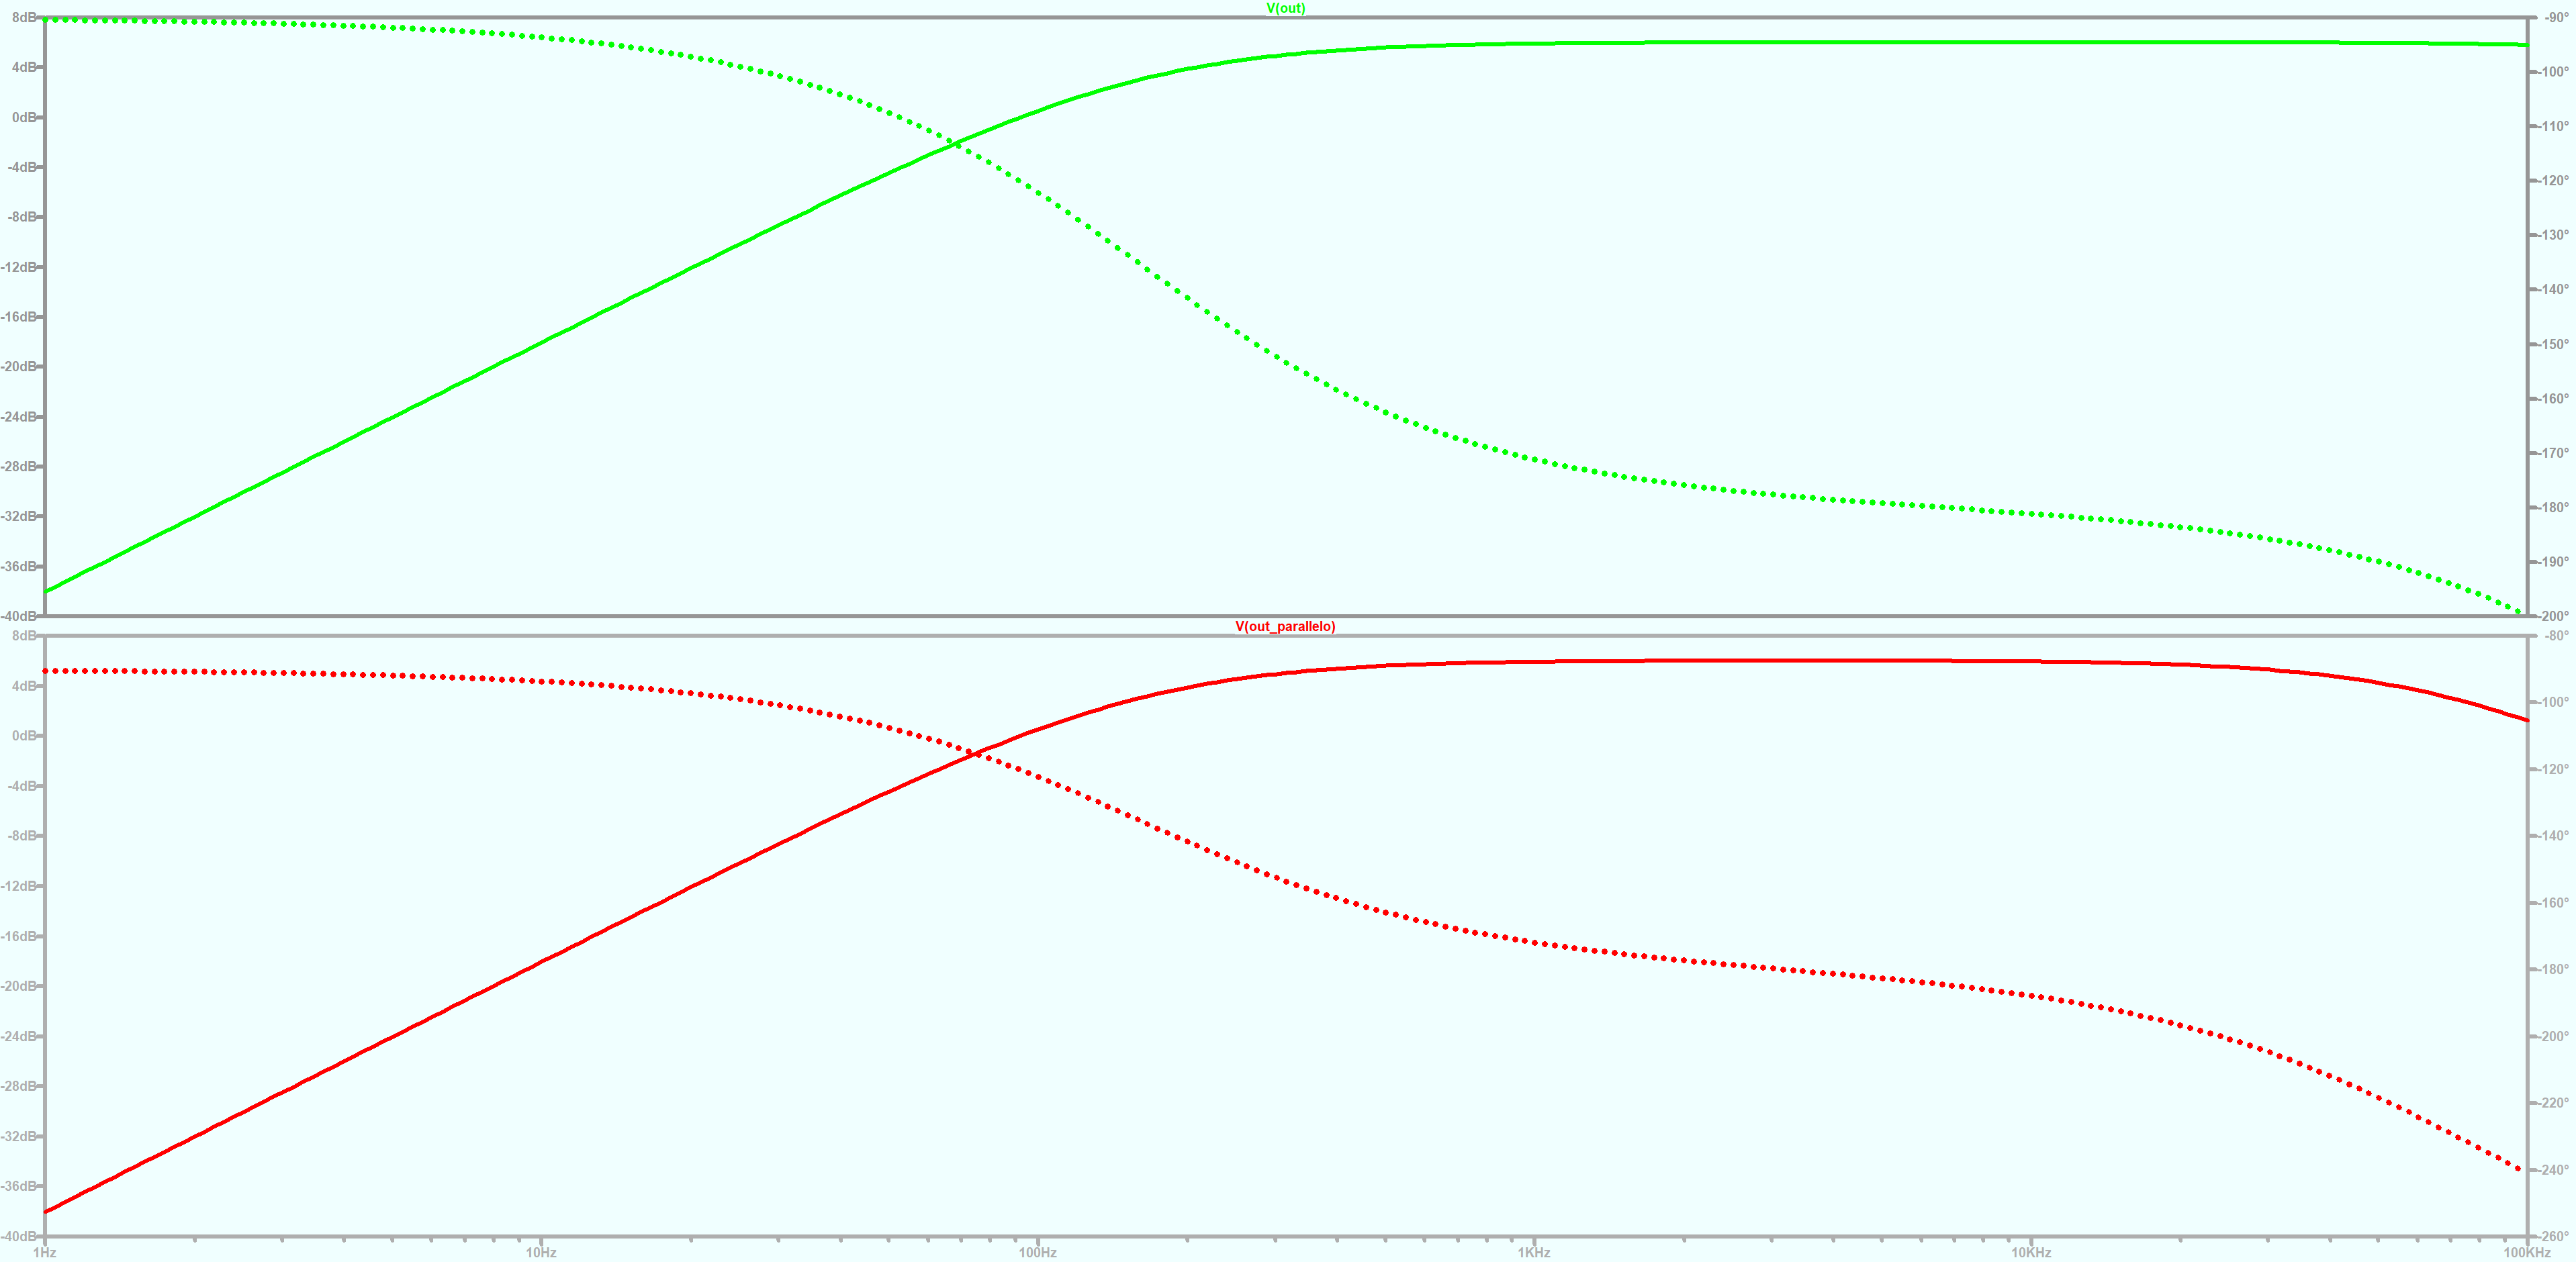 V(out)
8dB
4dB
0dB
-4dB
-8dB
-12dB
-16dB
-20dB
-24dB
-28dB
-32dB
-36dB
-40dB
-90°
-100°
-110°
-120°
-130°
-140°
-150°
-160°
-170°
-180°
-190°
-200°
V(out_parallelo)
8dB
4dB
0dB
-4dB
-8dB
-12dB
-16dB
-20dB
-24dB
-28dB
-32dB
-36dB
-40dB
-80°
-100°
-120°
-140°
-160°
-180°
-200°
-220°
-240°
-260°
1Hz 10Hz 100Hz 1KHz 10KHz 100KHz